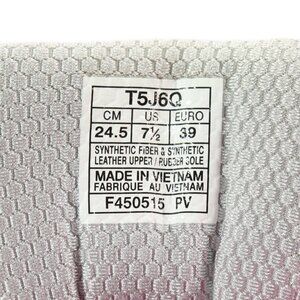 T5J6Q
CM US EURO
24.5 7½ 39
SYNTHETIC FIBER & SYNTHETIC
LEATHER UPPER / RUBBER SOLE
MADE IN VIETNAM
FABRIQUE AU VIETNAM
F450515 PV